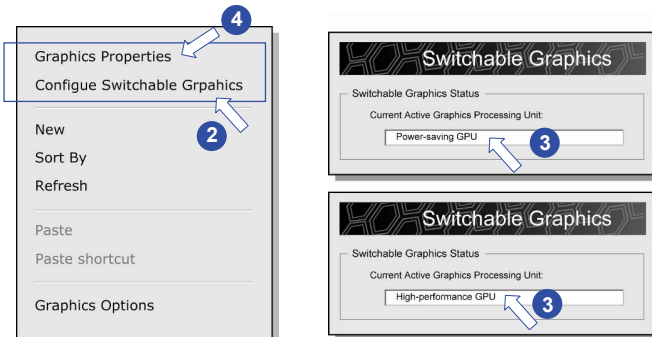 4
Graphics Properties
Configue Switchable Grpahics
2
New
Sort By
Refresh
Paste
Paste shortcut
Graphics Options
Switchable Graphics
Switchable Graphics Status
Current Active Graphics Processing Unit:
Power-saving GPU
3
Switchable Graphics
Switchable Graphics Status
Current Active Graphics Processing Unit:
High-performance GPU
3